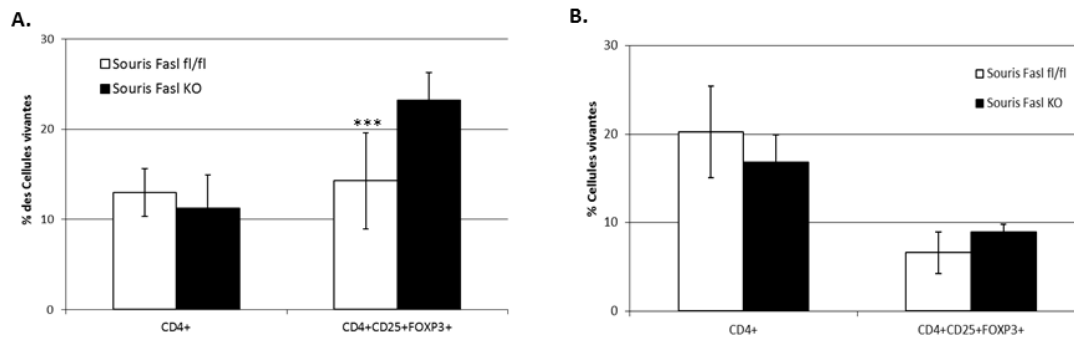 A.
% des Cellules vivantes
30
20
10
0
Souris Fasl fl/fl
Souris Fasl KO
***
CD4+
CD4+CD25+FOXP3+
B.
% Cellules vivantes
30
20
10
0
Souris Fasl fl/fl
Souris Fasl KO
CD4+
CD4+CD25+FOXP3+